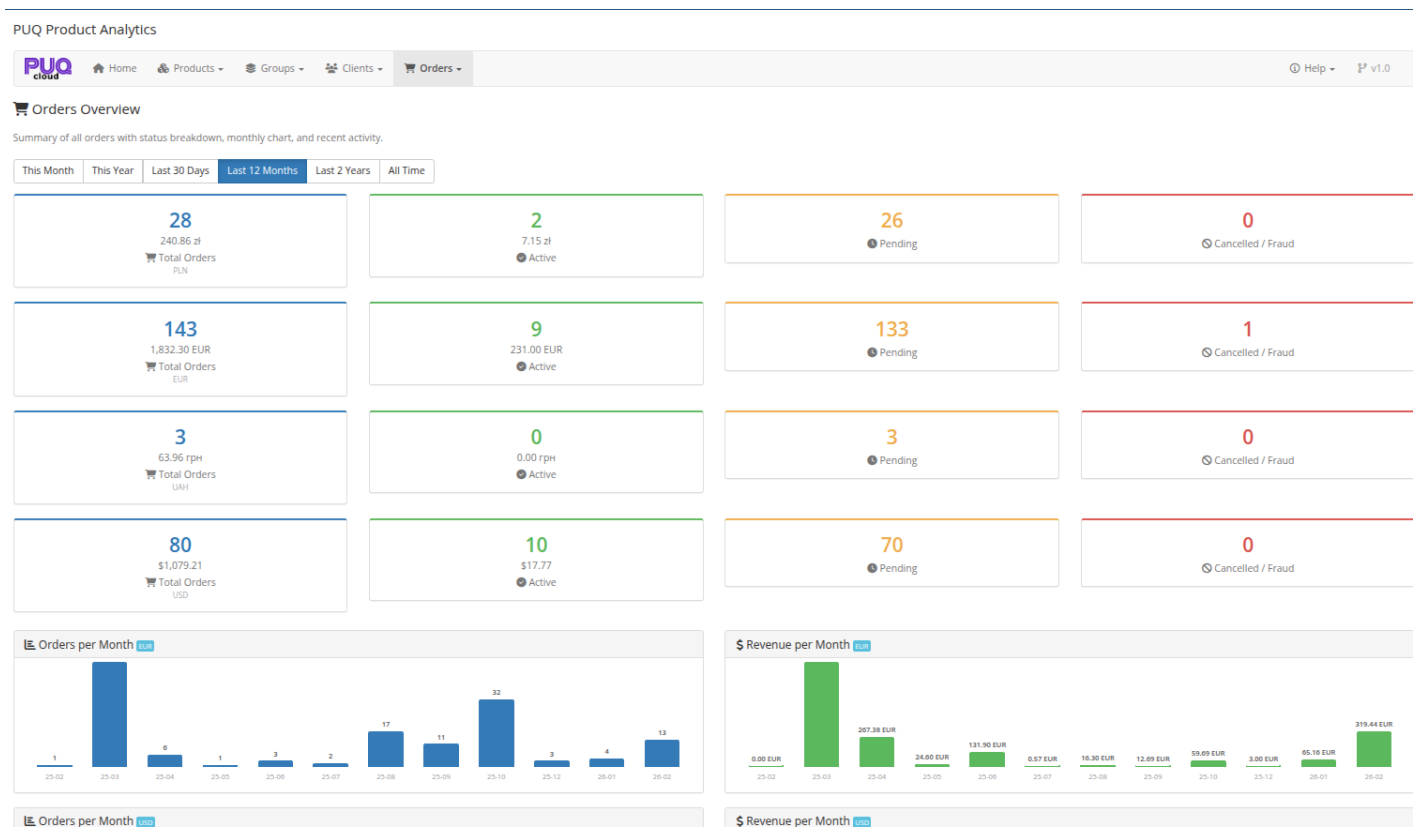 PUQ Product Analytics
PUQ cloud Home Products Groups Clients Orders Help v1.0
Orders Overview
Summary of all orders with status breakdown, monthly chart, and recent activity.
This Month This Year Last 30 Days Last 12 Months Last 2 Years All Time
28 2 26 0
240.86 zł 7.15 zł Pending Cancelled / Fraud
Total Orders Active
PLN
143 9 133 1
1,832.30 EUR 231.00 EUR Pending Cancelled / Fraud
Total Orders Active
EUR
3 0 3 0
63.96 грн 0.00 грн Pending Cancelled / Fraud
Total Orders Active
UAH
80 10 70 0
$1,079.21 $17.77 Pending Cancelled / Fraud
Total Orders Active
USD
Orders per Month EUR
1 6 1 3 2 17 11 32 3 4 13
25-02 25-03 25-04 25-05 25-06 25-07 25-08 25-09 25-10 25-12 26-01 26-02
$ Revenue per Month EUR
0.00 EUR 267.38 EUR 24.60 EUR 131.90 EUR 0.57 EUR 16.30 EUR 12.69 EUR 59.69 EUR 3.00 EUR 65.16 EUR 319.44 EUR
25-02 25-03 25-04 25-05 25-06 25-07 25-08 25-09 25-10 25-12 26-01 26-02
Orders per Month USD
$ Revenue per Month USD